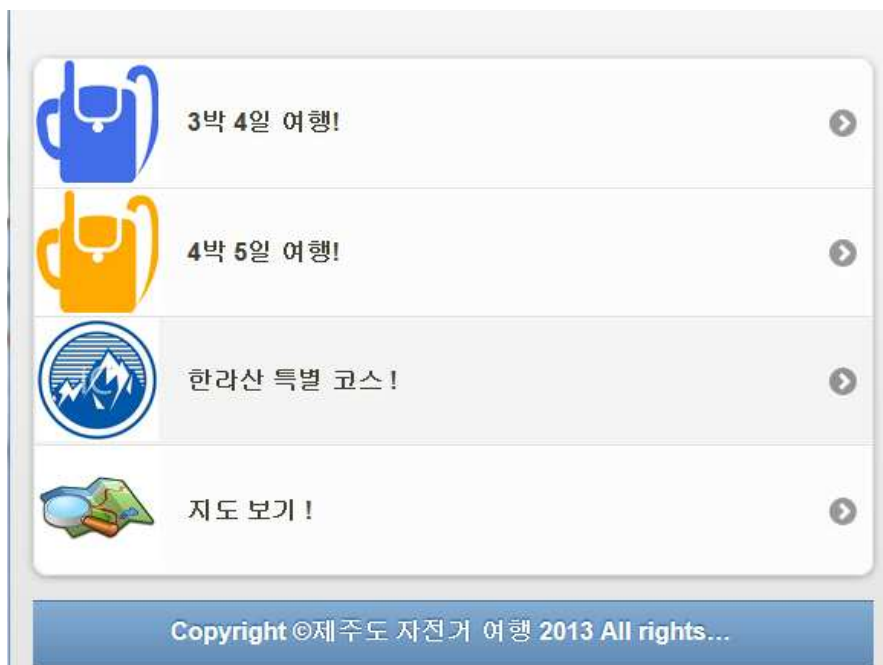 3박 4일 여행!
4박 5일 여행!
한라산 특별 코스 !
지도 보기 !
Copyright ©제주도 자전거 여행 2013 All rights...